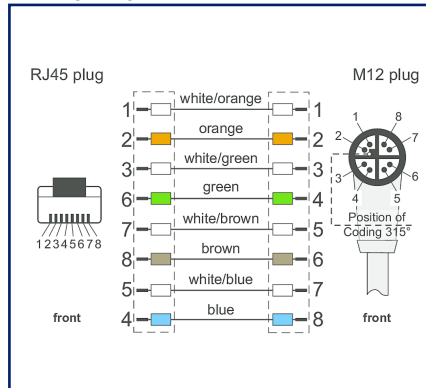 RJ45 plug
M12 plug
1 white/orange 1
2 orange 2
3 white/green 3
6 green 4
7 white/brown 5
8 brown 6
5 white/blue 7
4 blue 8
12345678
front
1 8
2 7
3 6
4 5
Position of
Coding 315°
front